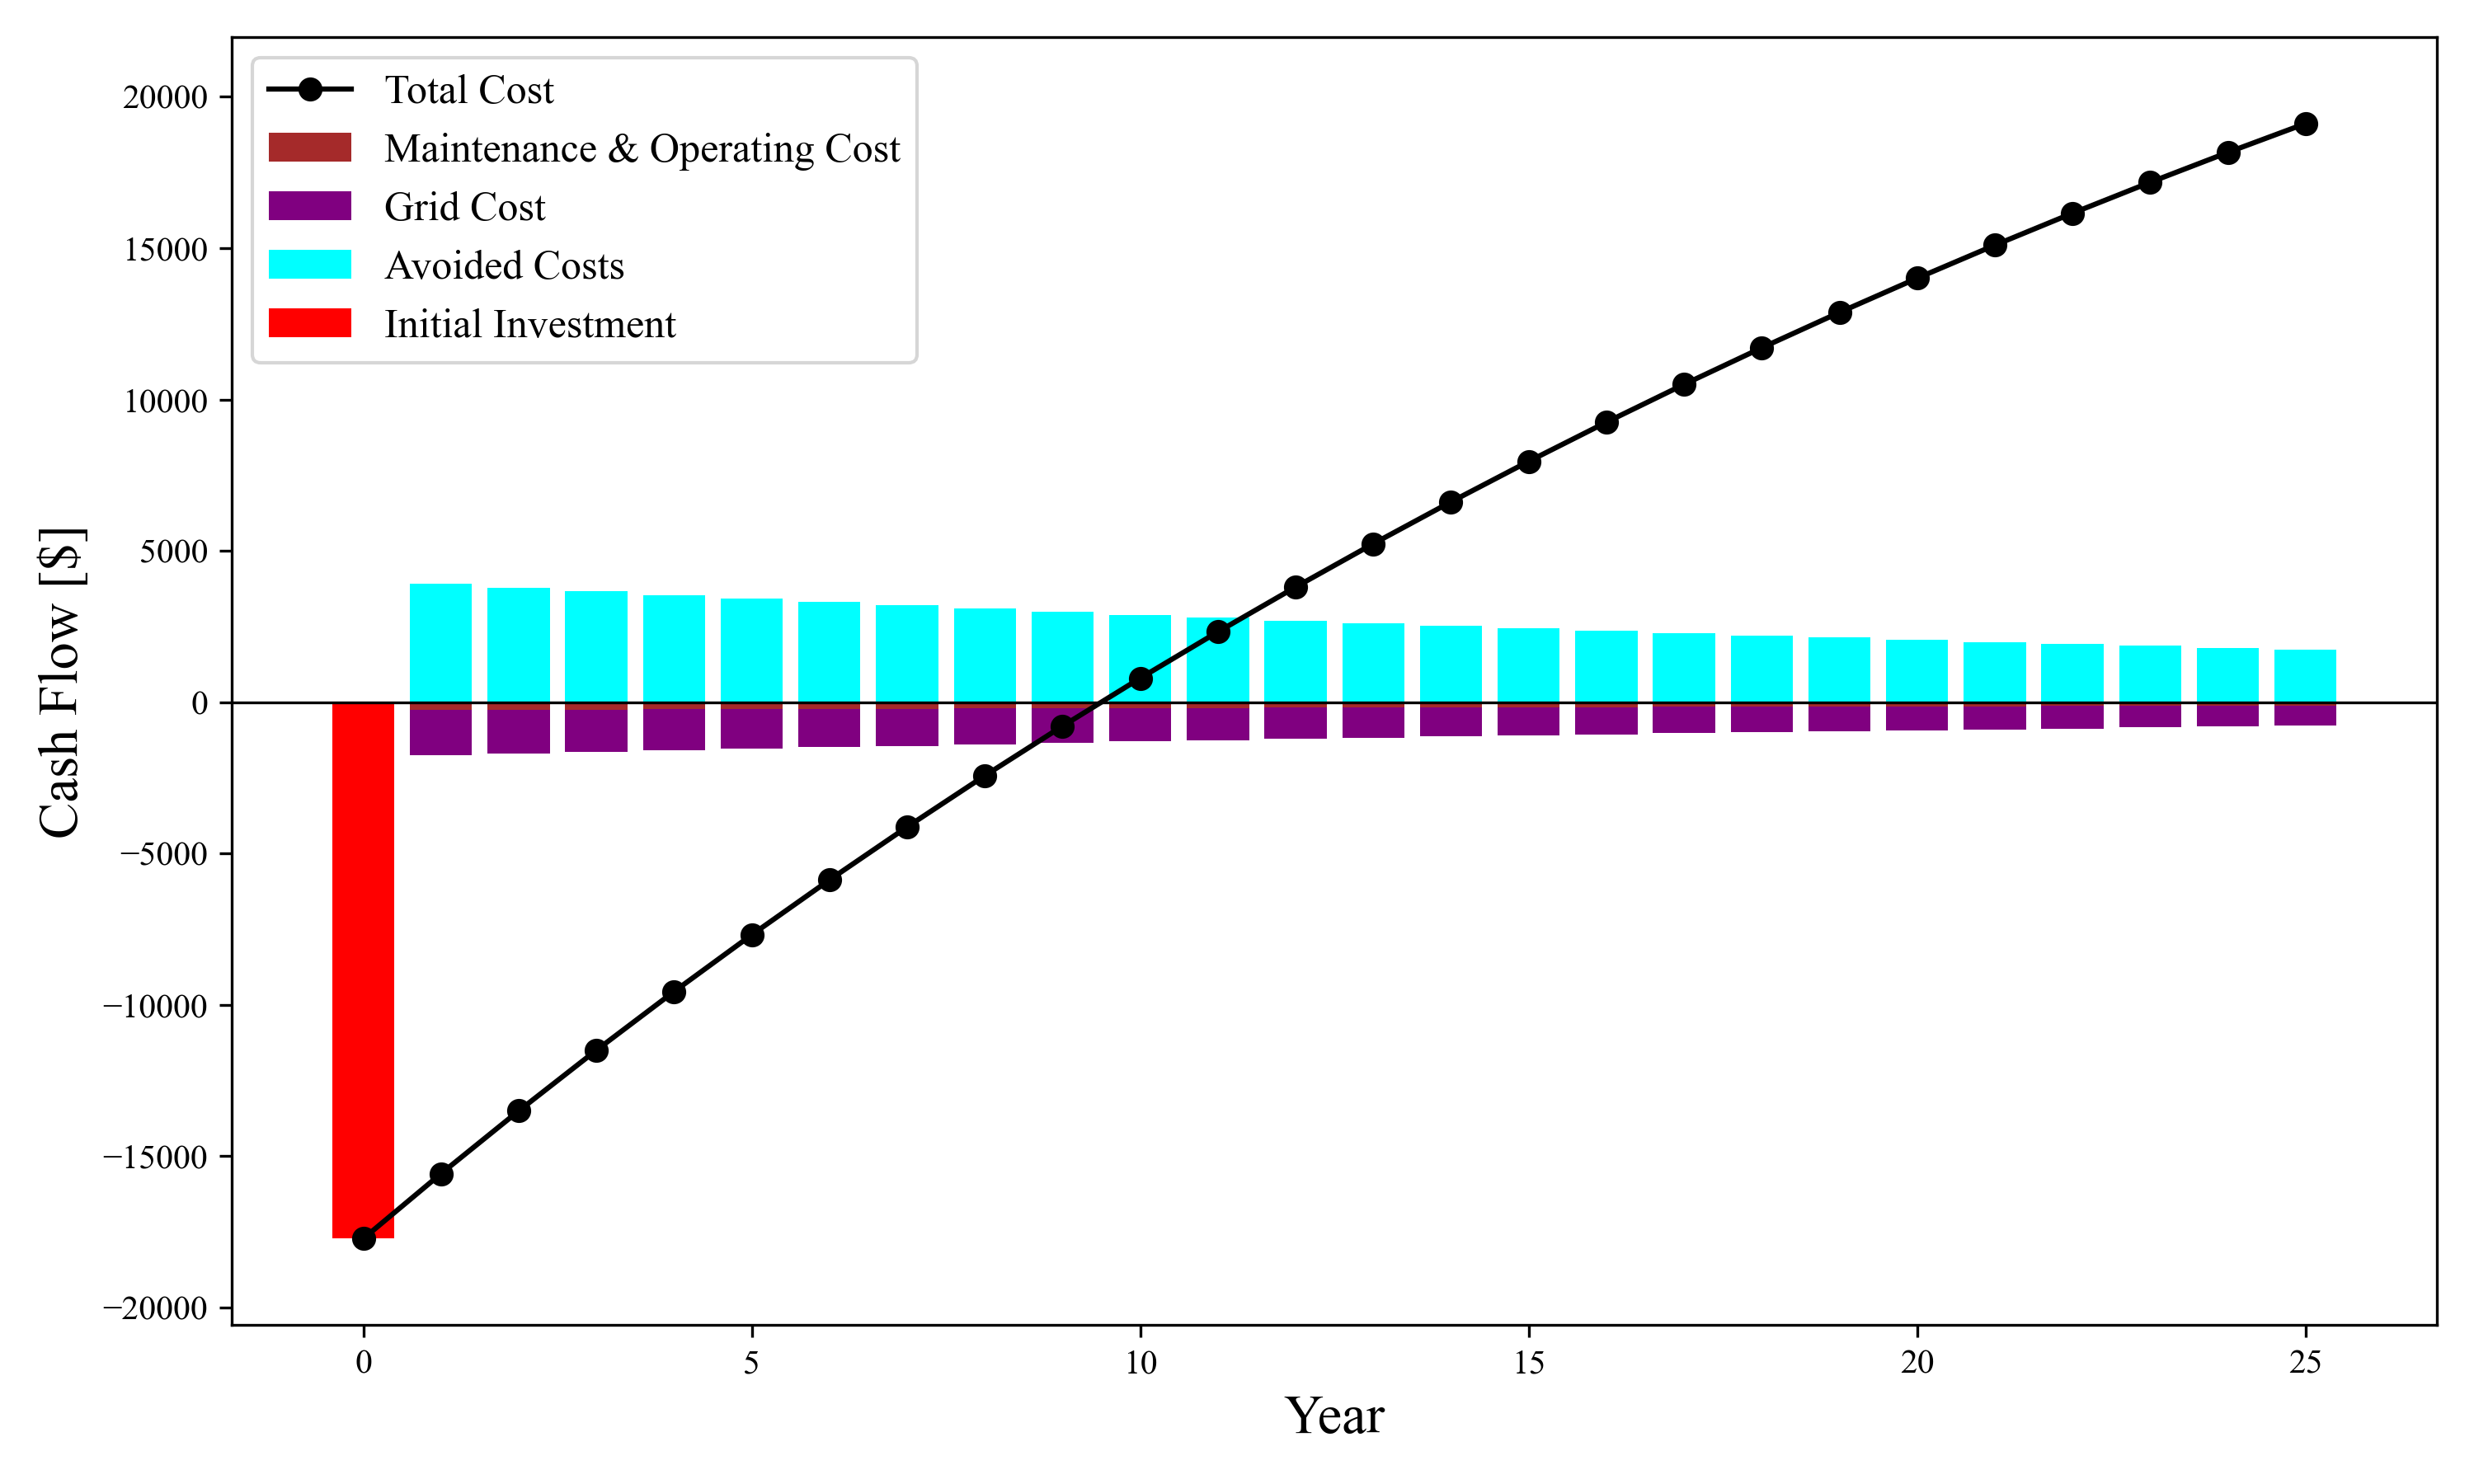 Total Cost
Maintenance & Operating Cost
Grid Cost
Avoided Costs
Initial Investment
Cash Flow [$]
20000
15000
10000
5000
0
−5000
−10000
−15000
−20000
0 5 10 15 20 25
Year